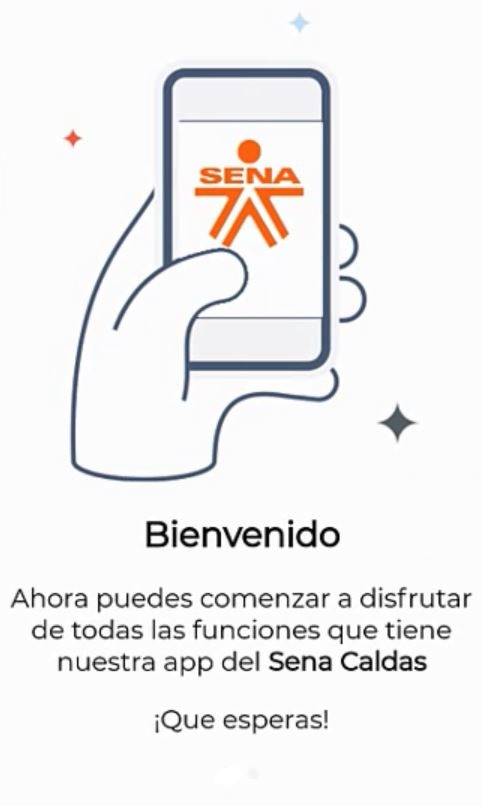 SENA
Bienvenido
Ahora puedes comenzar a disfrutar
de todas las funciones que tiene
nuestra app del Sena Caldas
¡Que esperas!